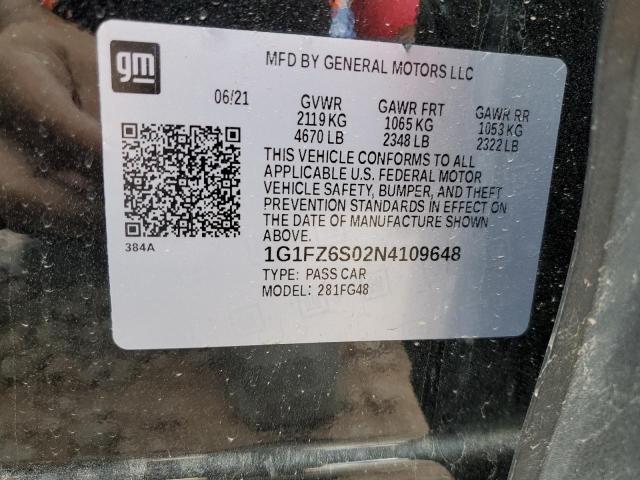 gm
MFD BY GENERAL MOTORS LLC
06/21 GVWR GAWR FRT GAWR RR
2119 KG 1065 KG 1053 KG
4670 LB 2348 LB 2322 LB
THIS VEHICLE CONFORMS TO ALL
APPLICABLE U.S. FEDERAL MOTOR
VEHICLE SAFETY, BUMPER, AND THEFT
PREVENTION STANDARDS IN EFFECT ON
THE DATE OF MANUFACTURE SHOWN
ABOVE.
384A
1G1FZ6S02N4109648
TYPE: PASS CAR
MODEL: 281FG48